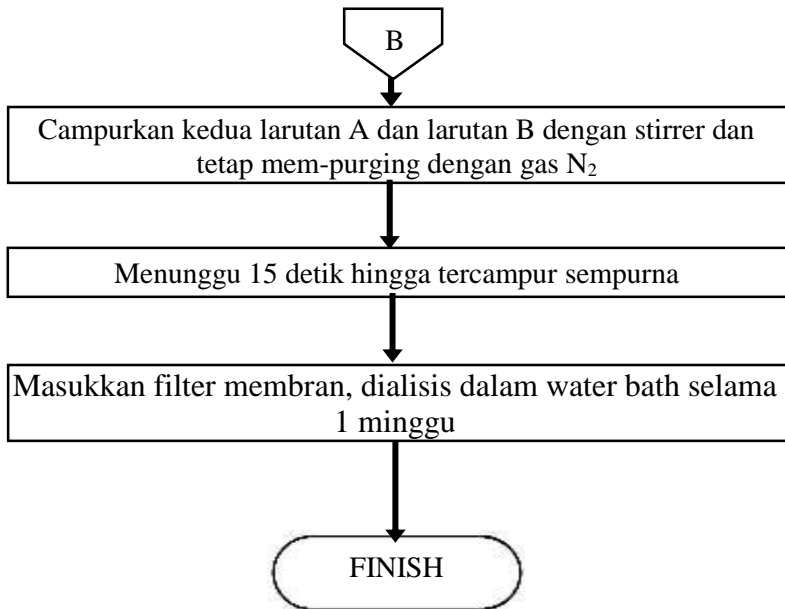 B
Campurkan kedua larutan A dan larutan B dengan stirrer dan
tetap mem-purging dengan gas N₂
Menunggu 15 detik hingga tercampur sempurna
Masukkan filter membran, dialisis dalam water bath selama
1 minggu
FINISH